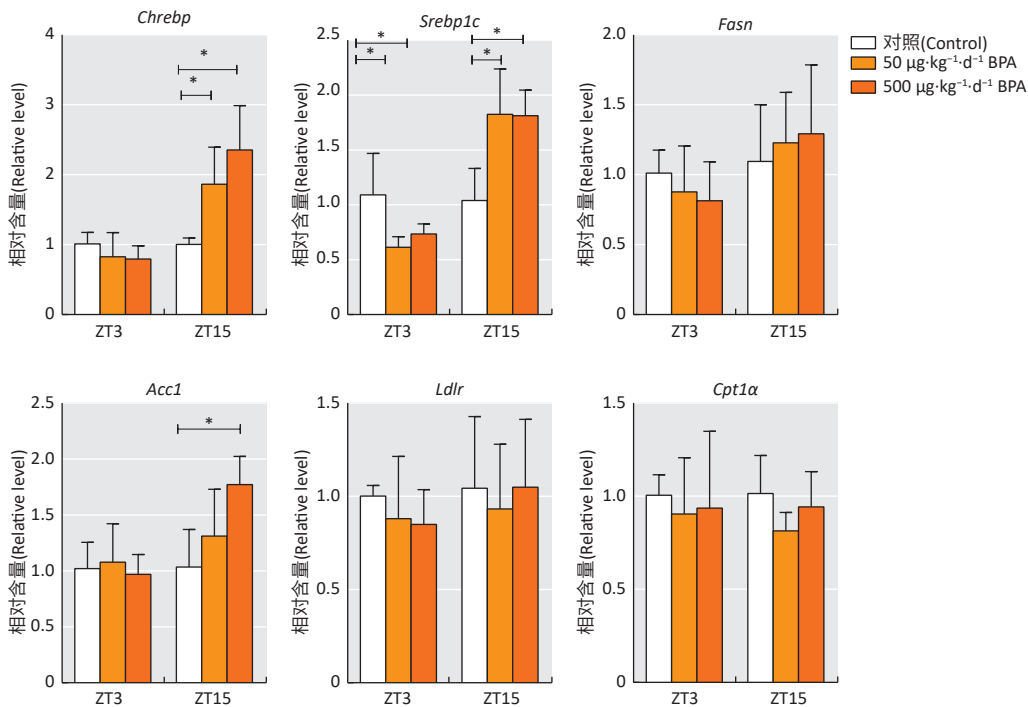 Chrebp
相对含量(Relative level)
4
3
2
1
0
*
*
ZT3
ZT15
Srebp1c
相对含量(Relative level)
2.5
2.0
1.5
1.0
0.5
0
*
*
*
*
ZT3
ZT15
Fasn
相对含量(Relative level)
2.0
1.5
1.0
0.5
0
ZT3
ZT15
对照(Control)
50 μg·kg⁻¹·d⁻¹ BPA
500 μg·kg⁻¹·d⁻¹ BPA
Acc1
相对含量(Relative level)
2.5
2.0
1.5
1.0
0.5
0
*
ZT3
ZT15
Ldlr
相对含量(Relative level)
1.5
1.0
0.5
0
ZT3
ZT15
Cpt1α
相对含量(Relative level)
1.5
1.0
0.5
0
ZT3
ZT15